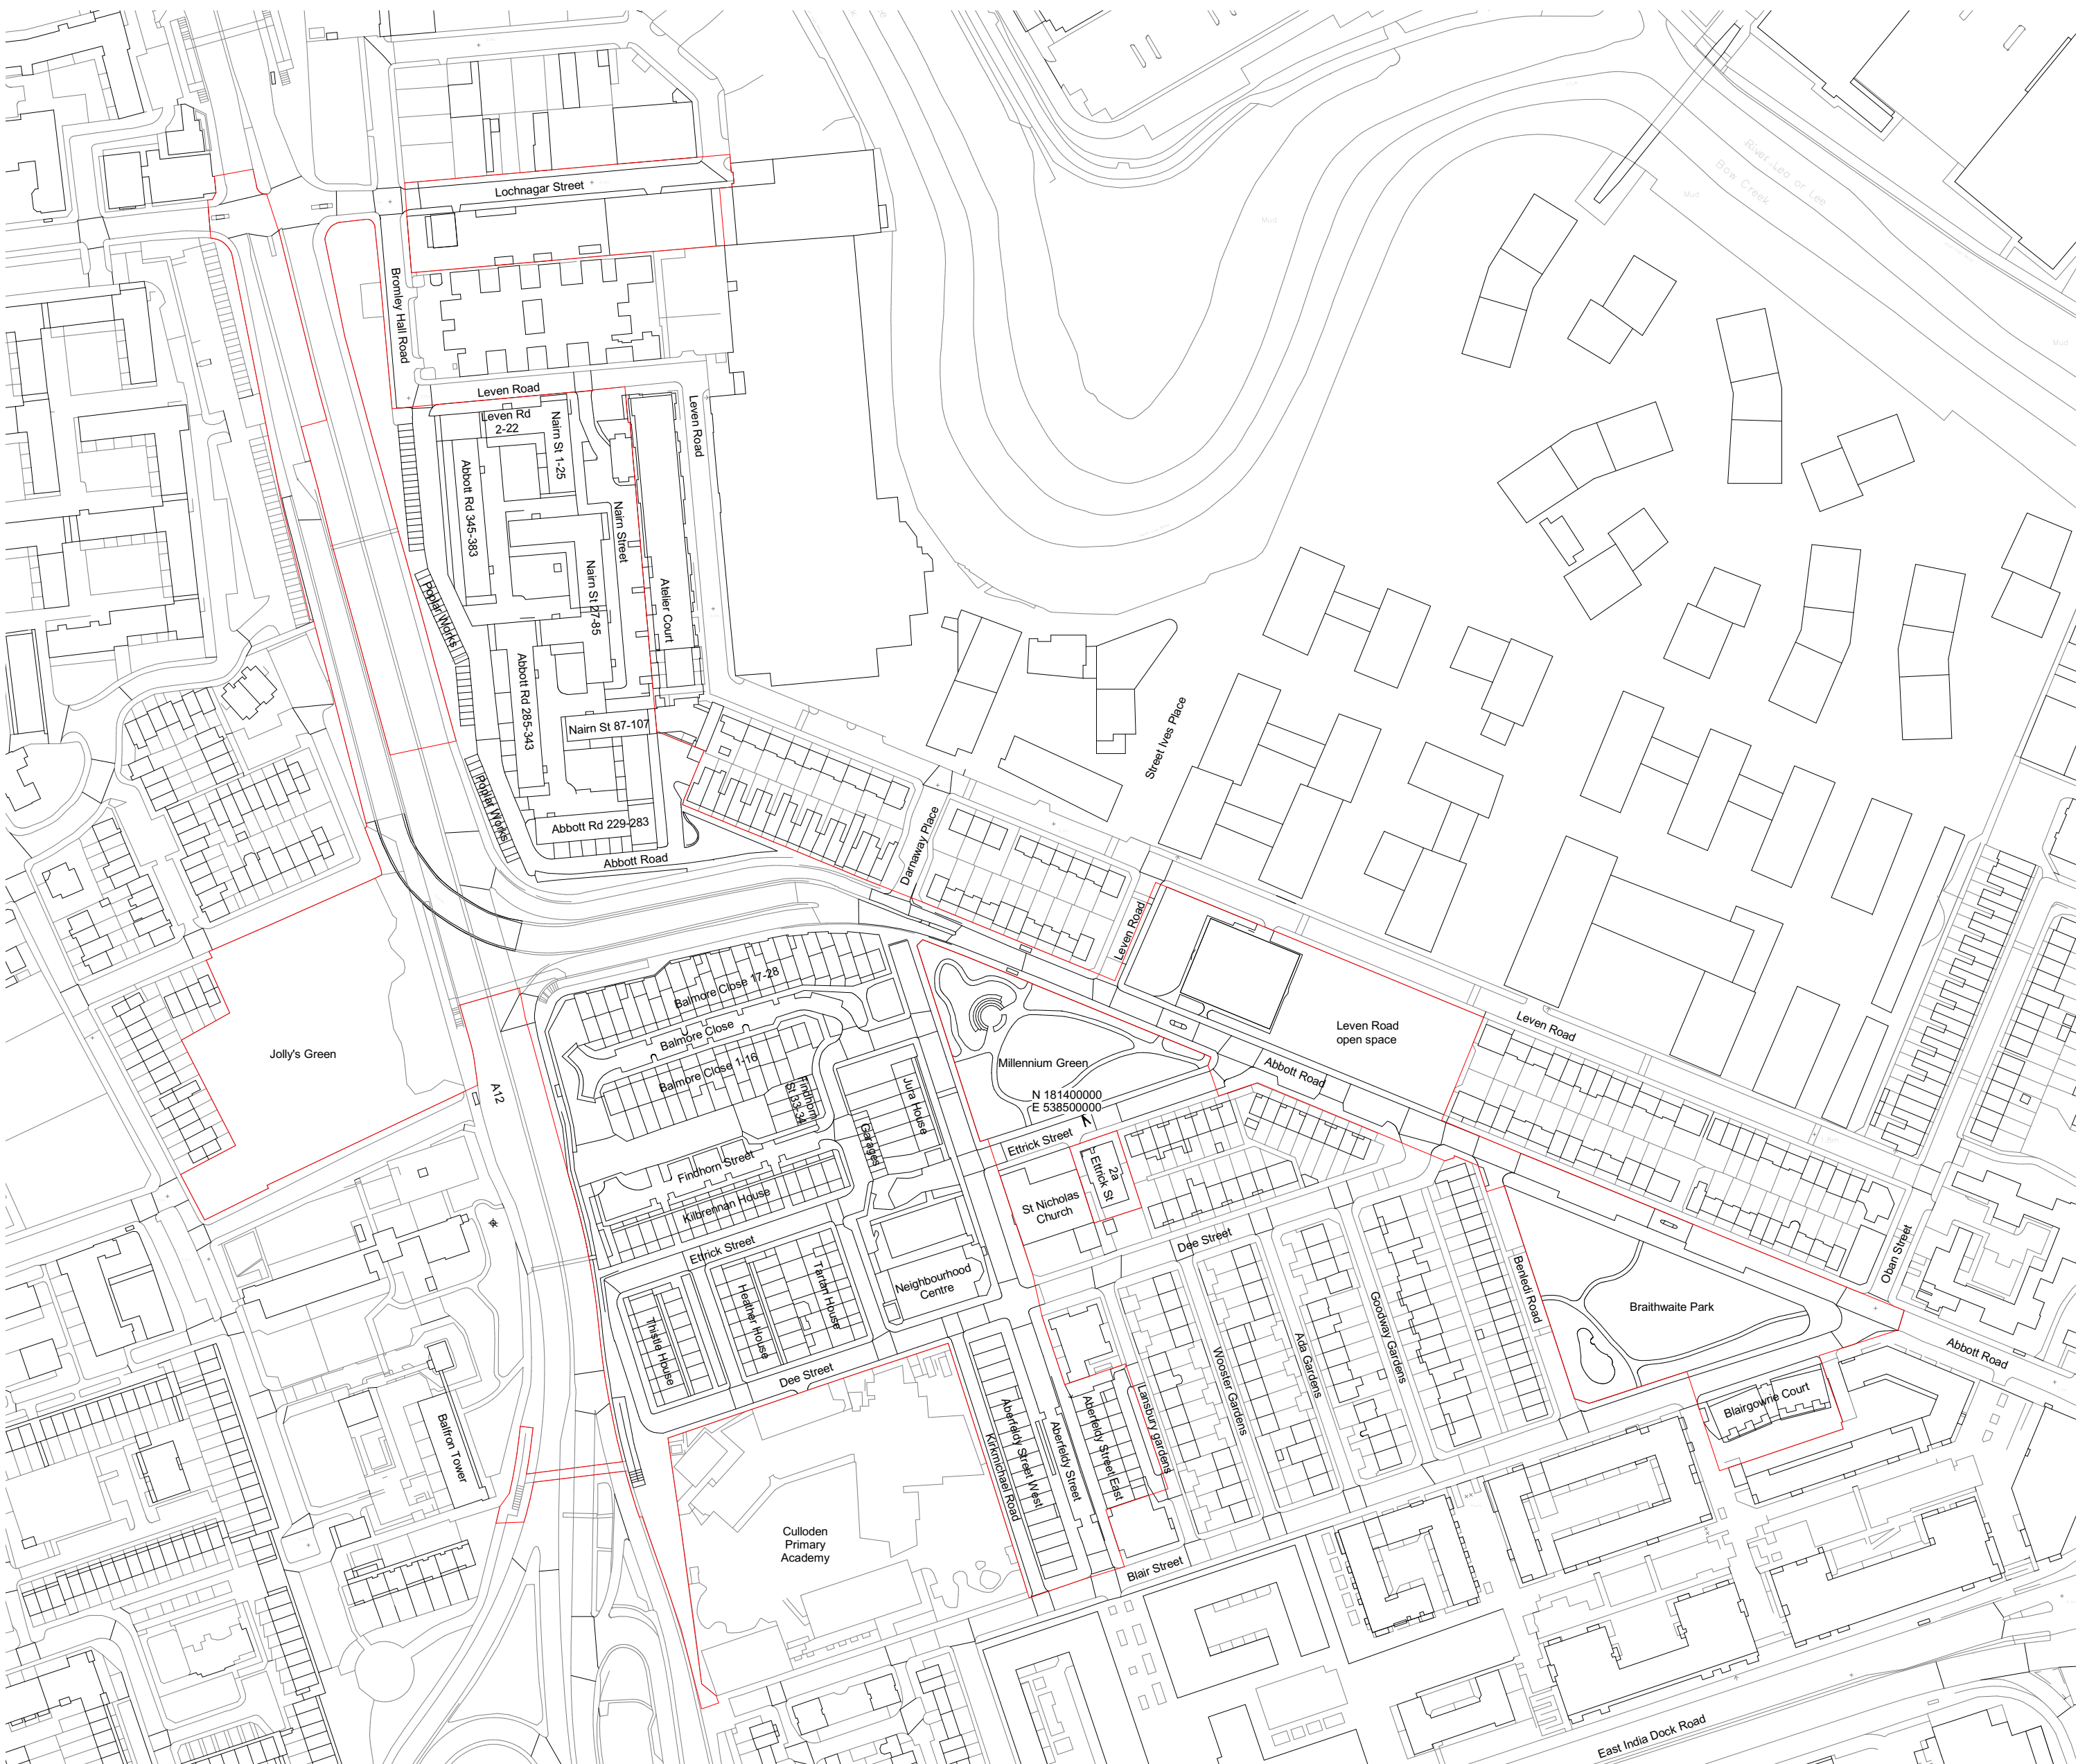 Lochnagar Street
River Lea or Lee
Bow Creek
Mud
Mud
Mud
Bromley Hall Road
Leven Road
Leven Rd
2-22
Nairn St 1-25
Leven Road
Abbott Rd 345-383
Nairn Street
Nairn St 27-85
Atelier Court
Poplar Works
Abbott Rd 285-343
Nairn St 87-107
Street Ives Place
Poplar Works
Abbott Rd 229-283
Abbott Road
Darnaway Place
Leven Road
Balmore Close 17-28
Balmore Close
Balmore Close 1-16
Findhorn
St 33-34
Jolly's Green
A12
Millennium Green
Leven Road
open space
Leven Road
Abbott Road
N 181400000
E 538500000
Jura House
Garages
Ettrick Street
2a
Ettrick St
St Nicholas
Church
Findhorn Street
Kilbrennan House
Ettrick Street
Dee Street
Neighbourhood
Centre
Thistle House
Heather House
Tartan House
Dee Street
Benledi Road
Goodway Gardens
Ada Gardens
Wooster Gardens
Lansbury gardens
Braithwaite Park
Oban Street
Abbott Road
Blairgowrie Court
Balfron Tower
Kirkmichael Road
Aberfeldy Street West
Aberfeldy Street
Aberfeldy Street East
Culloden
Primary
Academy
Blair Street
East India Dock Road